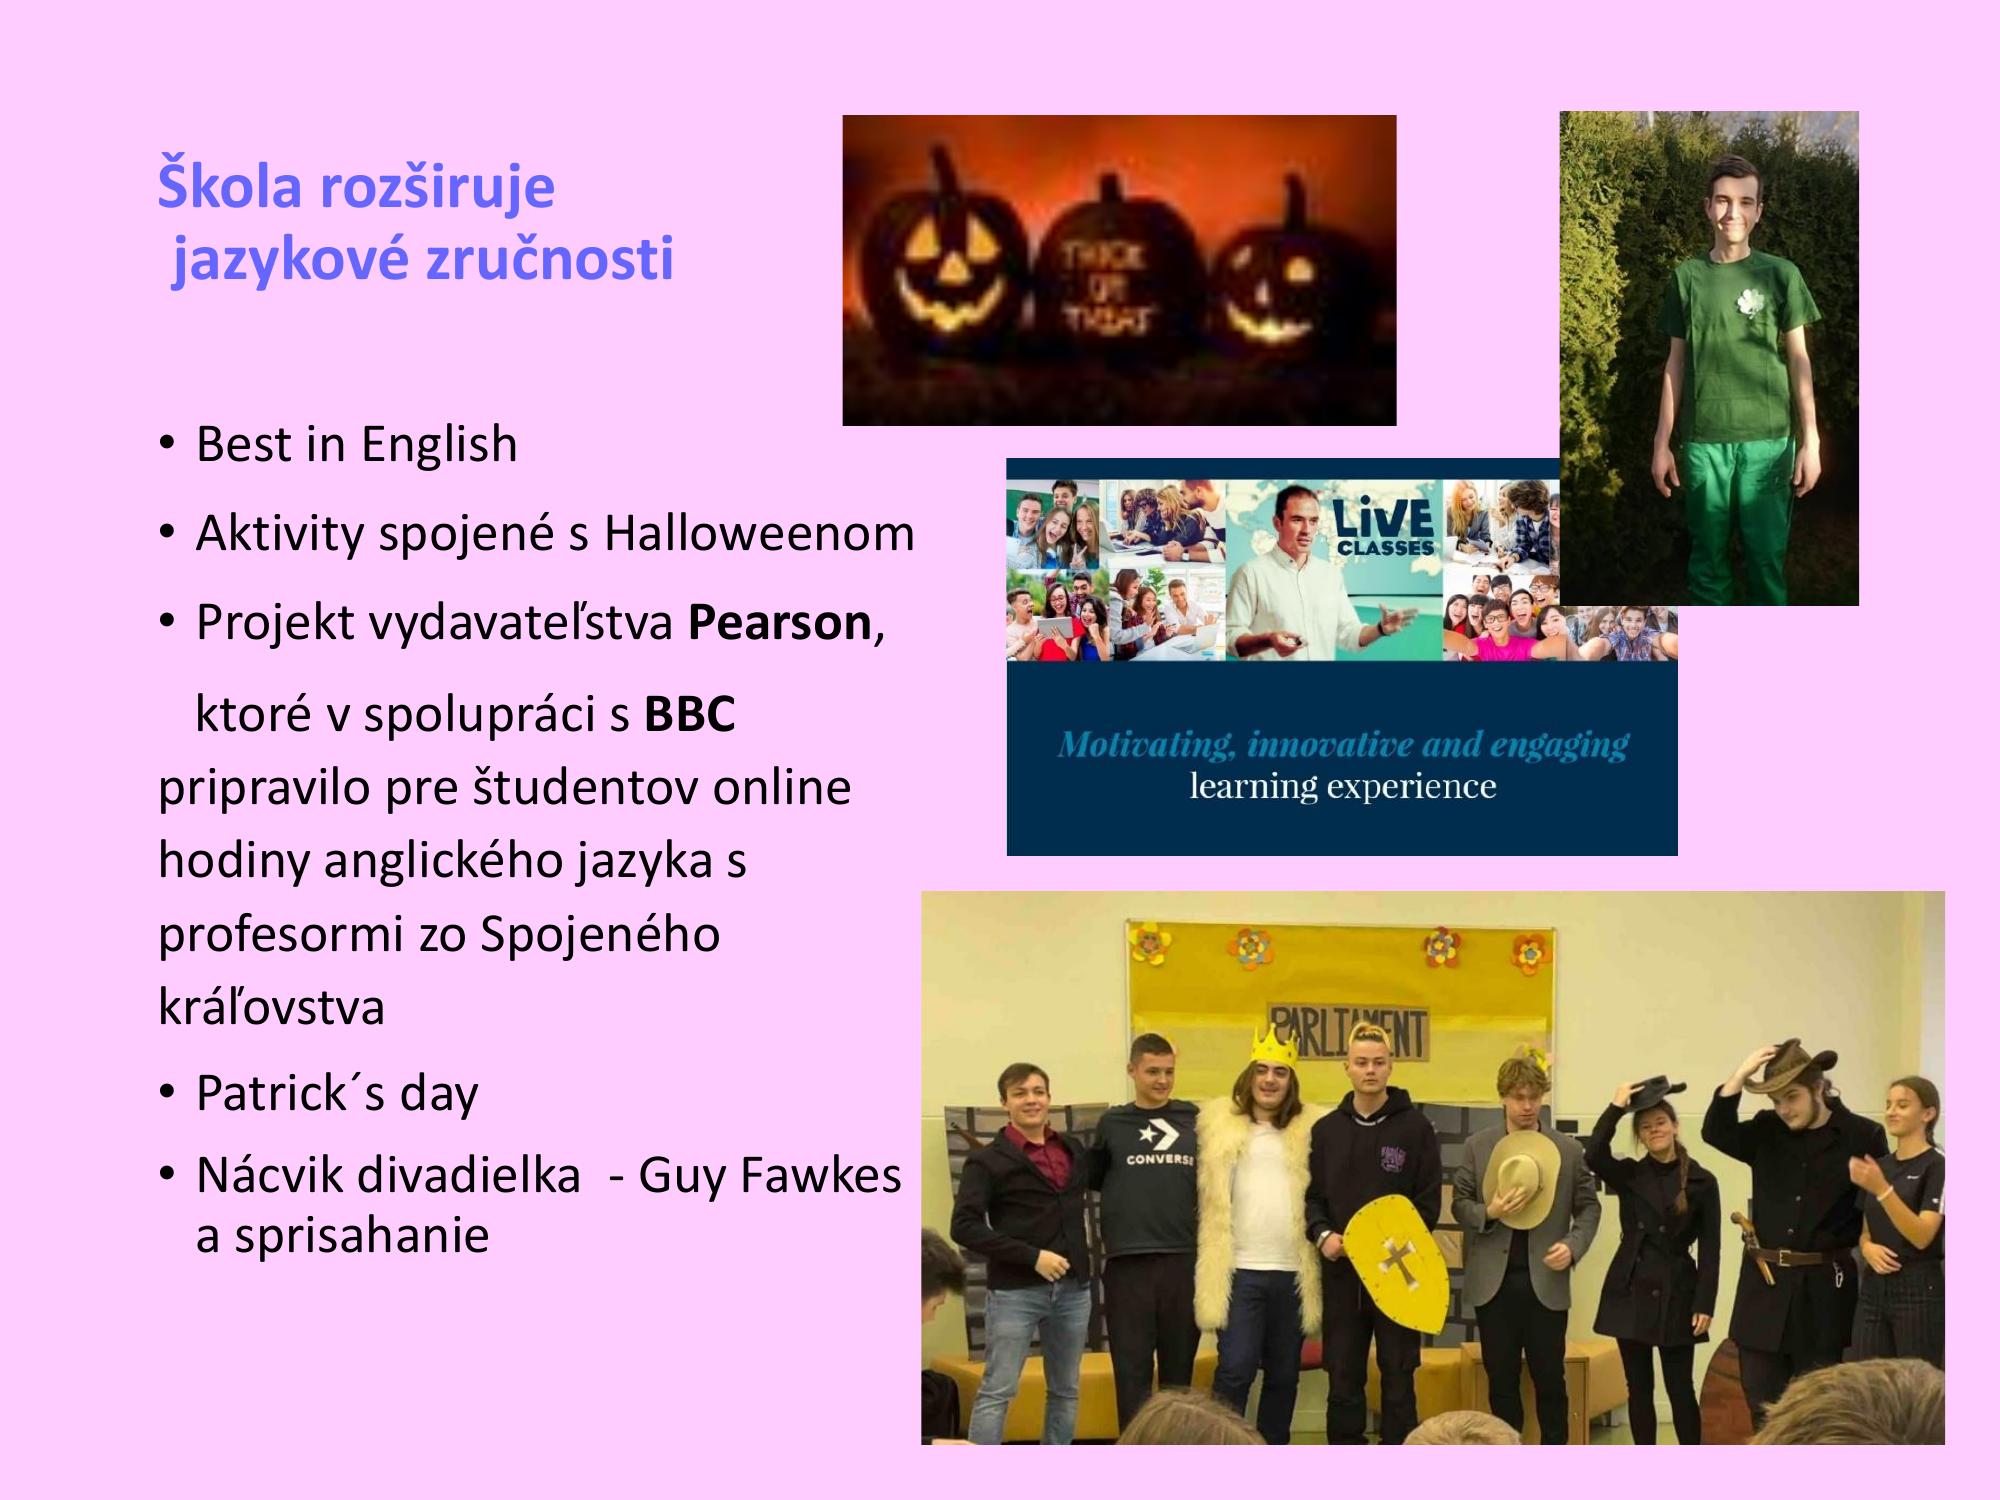 Škola rozširuje
jazykové zručnosti
• Best in English
• Aktivity spojené s Halloweenom
• Projekt vydavateľstva Pearson,
ktoré v spolupráci s BBC
pripravilo pre študentov online
hodiny anglického jazyka s
profesormi zo Spojeného
kráľovstva
• Patrick´s day
• Nácvik divadielka  - Guy Fawkes
a sprisahanie
TRICK
OR
TREAT
LiVE
CLASSES
Motivating, innovative and engaging
learning experience
PARLIAMENT
CONVERSE